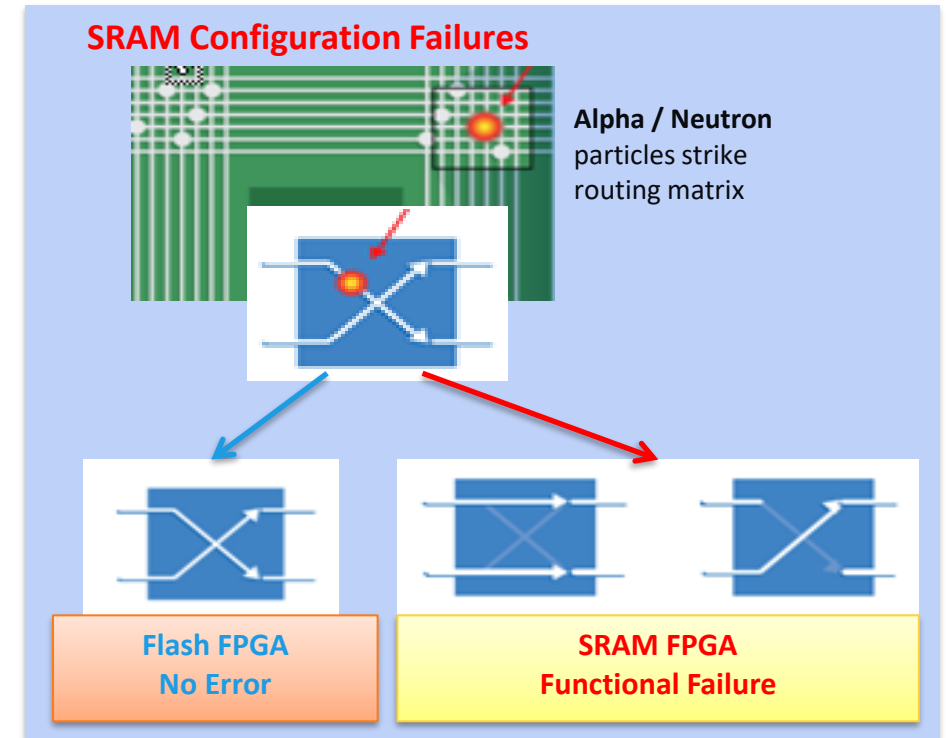 SRAM Configuration Failures
Alpha / Neutron
particles strike
routing matrix
Flash FPGA
No Error
SRAM FPGA
Functional Failure